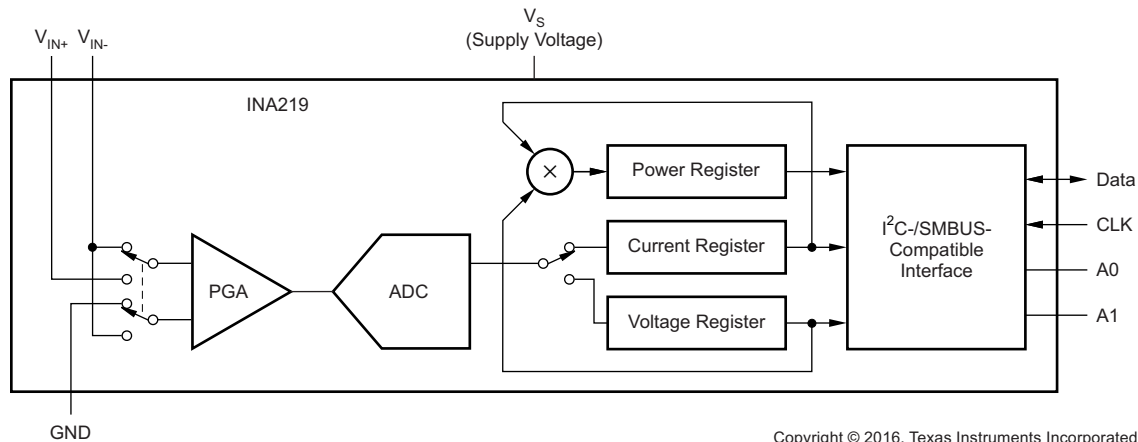 V_S
(Supply Voltage)
V_IN+ V_IN-
INA219
Power Register
Current Register
Voltage Register
×
PGA
ADC
I²C-/SMBUS-
Compatible
Interface
Data
CLK
A0
A1
GND
Copyright © 2016, Texas Instruments Incorporated